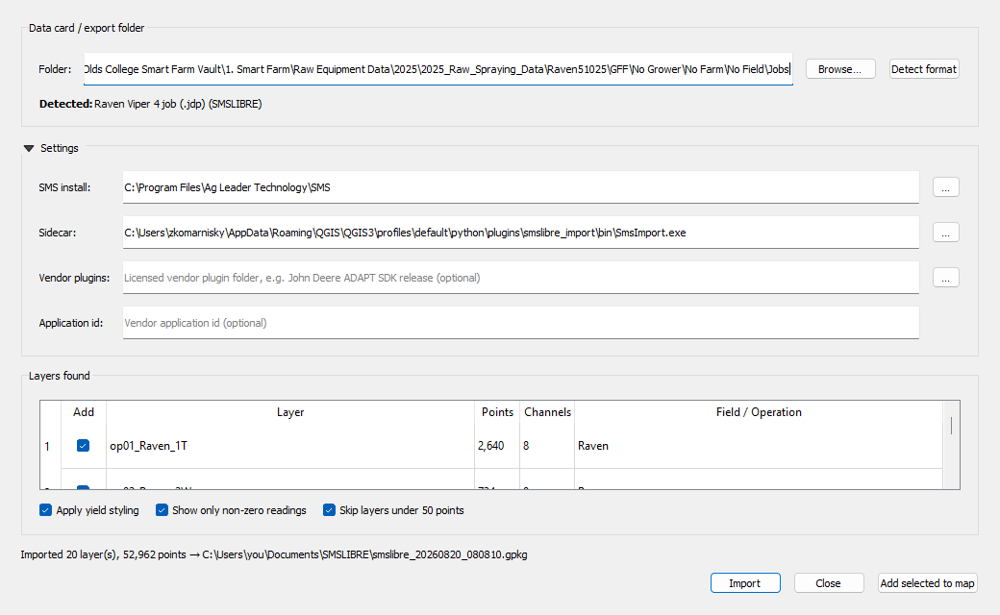 Data card / export folder
Folder: Olds College Smart Farm Vault\1. Smart Farm\Raw Equipment Data\2025\2025_Raw_Spraying_Data\Raven51025\GFF\No Grower\No Farm\No Field\Jobs Browse... Detect format
Detected: Raven Viper 4 job (.jdp) (SMSLIBRE)
Settings
SMS install: C:\Program Files\Ag Leader Technology\SMS ...
Sidecar: C:\Users\zkomarnisky\AppData\Roaming\QGIS\QGIS3\profiles\default\python\plugins\smslibre_import\bin\SmsImport.exe ...
Vendor plugins: Licensed vendor plugin folder, e.g. John Deere ADAPT SDK release (optional) ...
Application id: Vendor application id (optional)
Layers found
Add Layer Points Channels Field / Operation
1 op01_Raven_1T 2,640 8 Raven
Apply yield styling Show only non-zero readings Skip layers under 50 points
Imported 20 layer(s), 52,962 points → C:\Users\you\Documents\SMSLIBRE\smslibre_20260820_080810.gpkg
Import Close Add selected to map